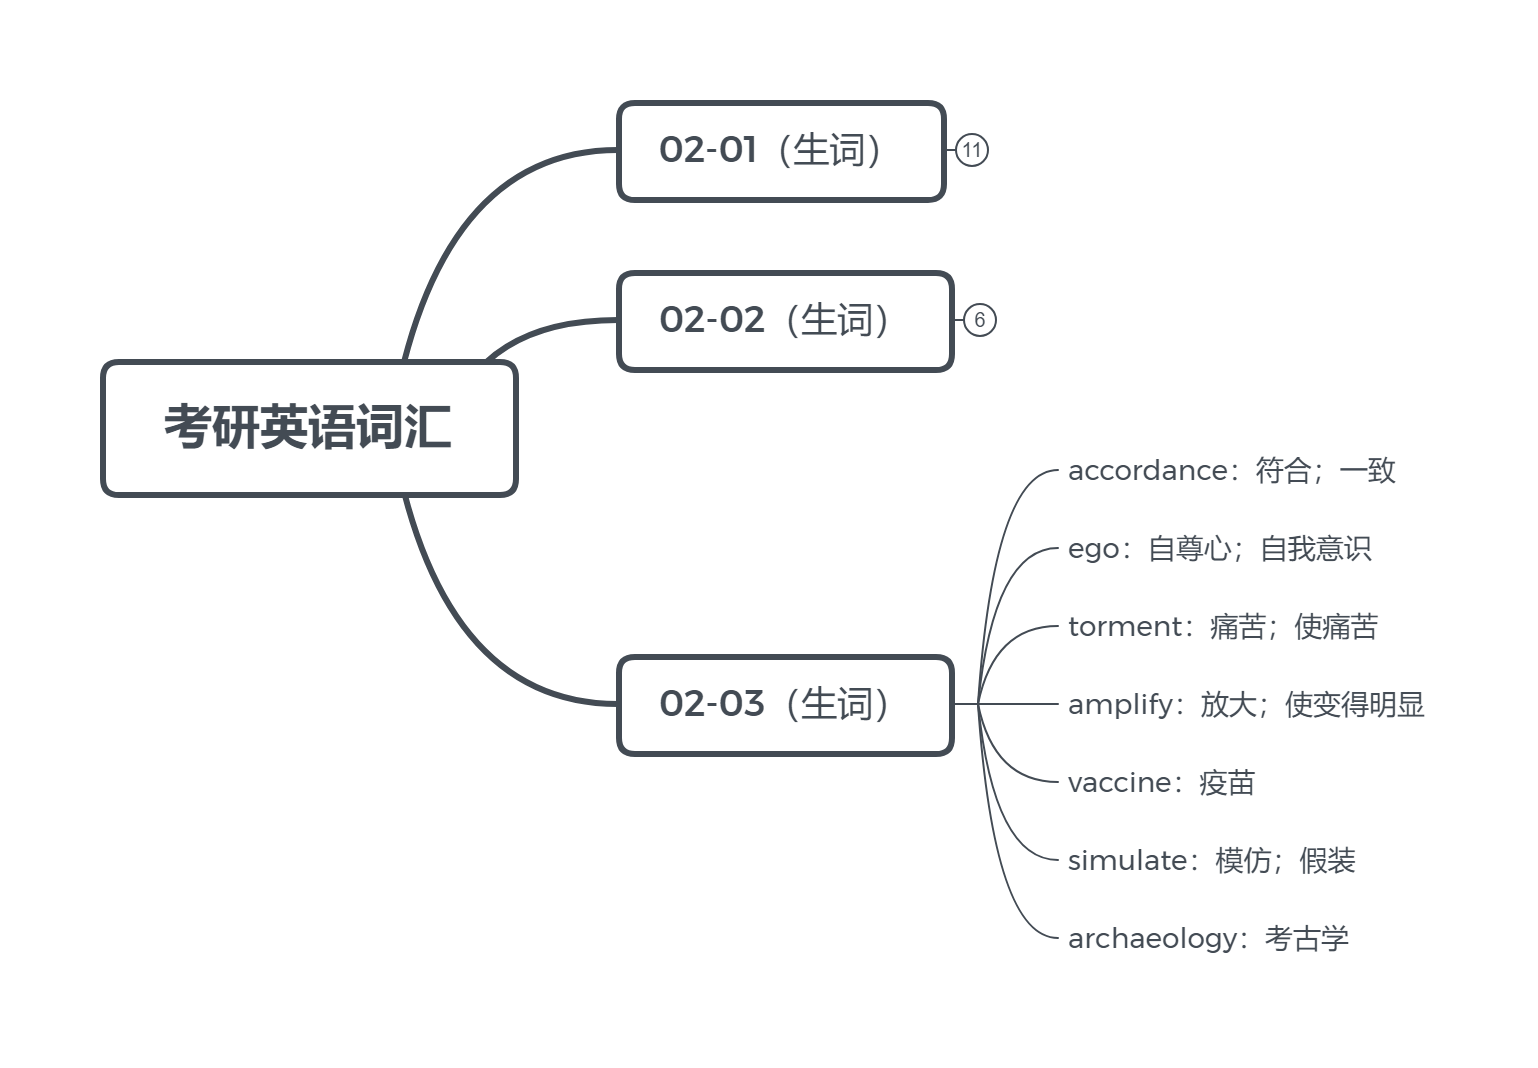 02-01（生词）
11
02-02（生词）
6
考研英语词汇
02-03（生词）
accordance：符合；一致
ego：自尊心；自我意识
torment：痛苦；使痛苦
amplify：放大；使变得明显
vaccine：疫苗
simulate：模仿；假装
archaeology：考古学